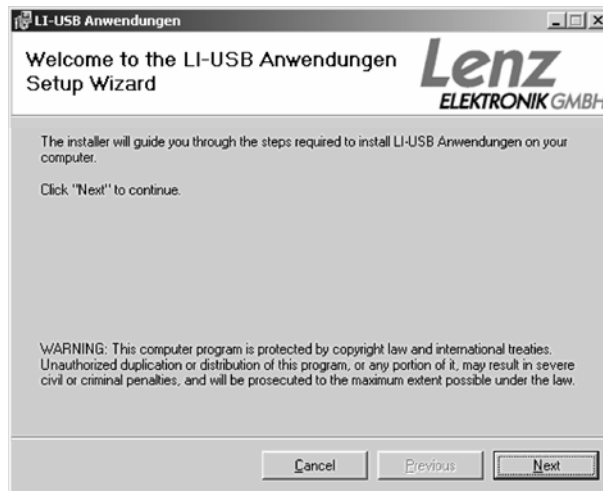 LI-USB Anwendungen
Welcome to the LI-USB Anwendungen
Setup Wizard
Lenz
ELEKTRONIK GMBH
The installer will guide you through the steps required to install LI-USB Anwendungen on your
computer.
Click "Next" to continue.
WARNING: This computer program is protected by copyright law and international treaties.
Unauthorized duplication or distribution of this program, or any portion of it, may result in severe
civil or criminal penalties, and will be prosecuted to the maximum extent possible under the law.
Cancel
Previous
Next